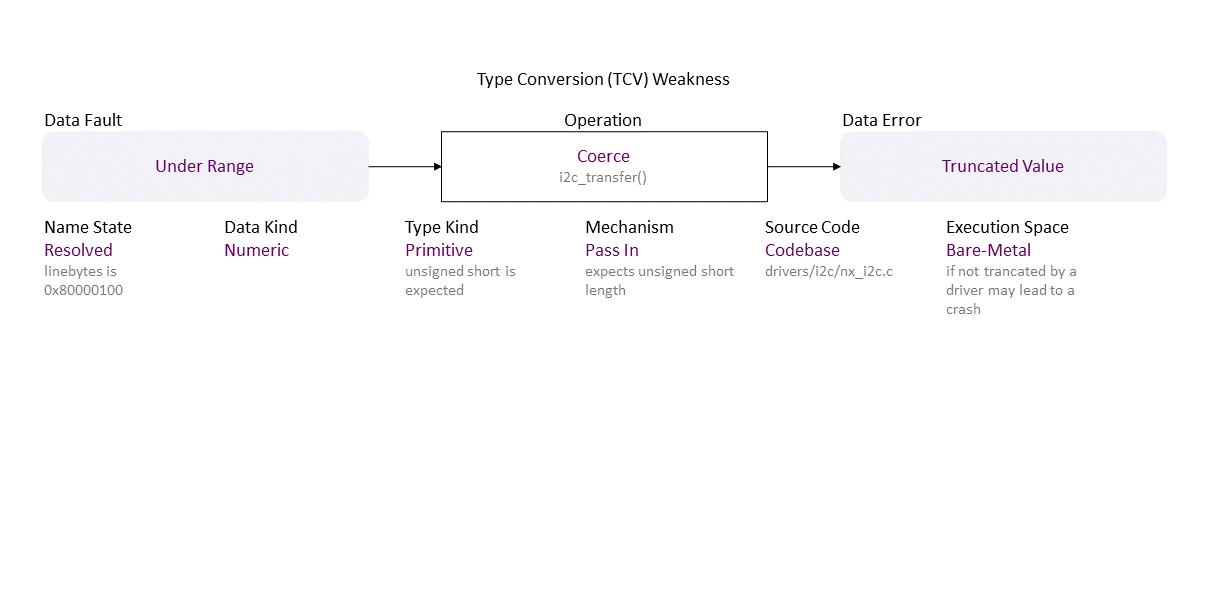 Type Conversion (TCV) Weakness
Data Fault
Operation
Data Error
Under Range
Coerce
i2c_transfer()
Truncated Value
Name State
Resolved
linebytes is
0x80000100
Data Kind
Numeric
Type Kind
Primitive
unsigned short is
expected
Mechanism
Pass In
expects unsigned short
length
Source Code
Codebase
drivers/i2c/nx_i2c.c
Execution Space
Bare-Metal
if not trancated by a
driver may lead to a
crash